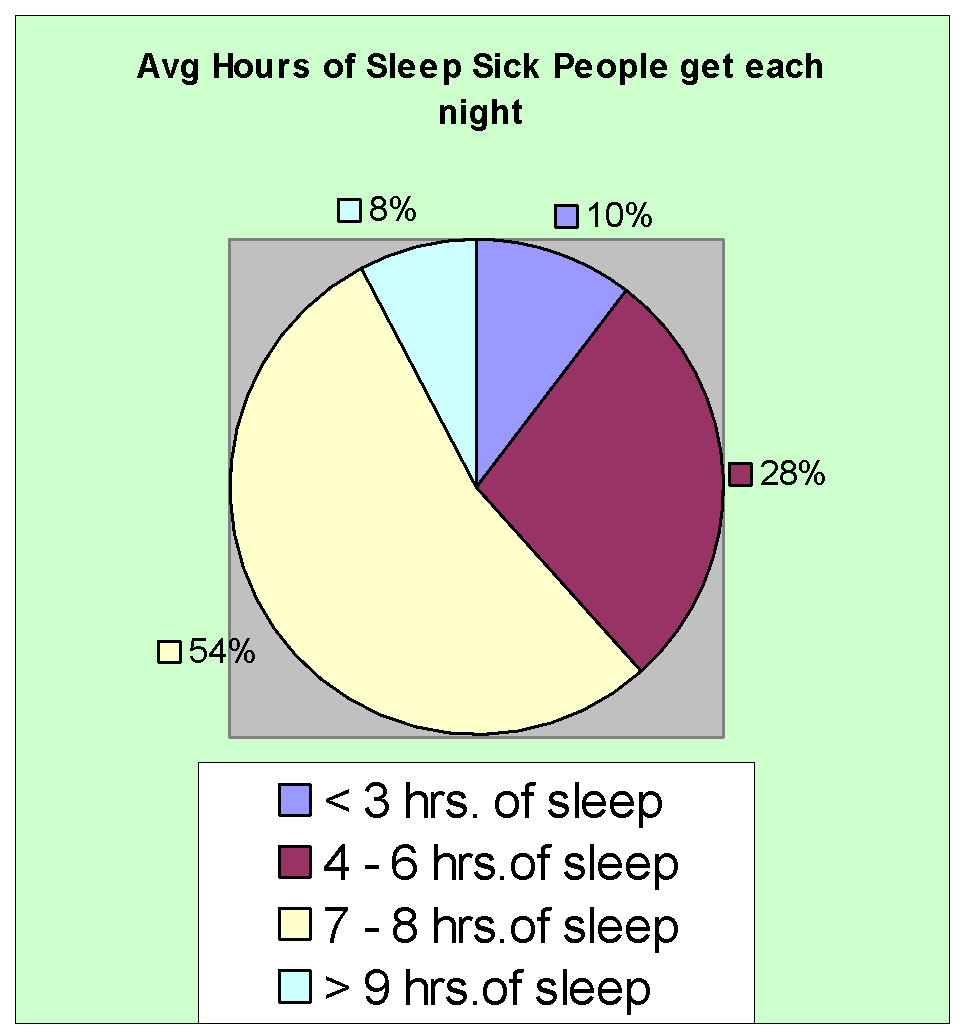 Avg Hours of Sleep Sick People get each
night
8%
10%
28%
54%
< 3 hrs. of sleep
4 - 6 hrs.of sleep
7 - 8 hrs.of sleep
> 9 hrs.of sleep